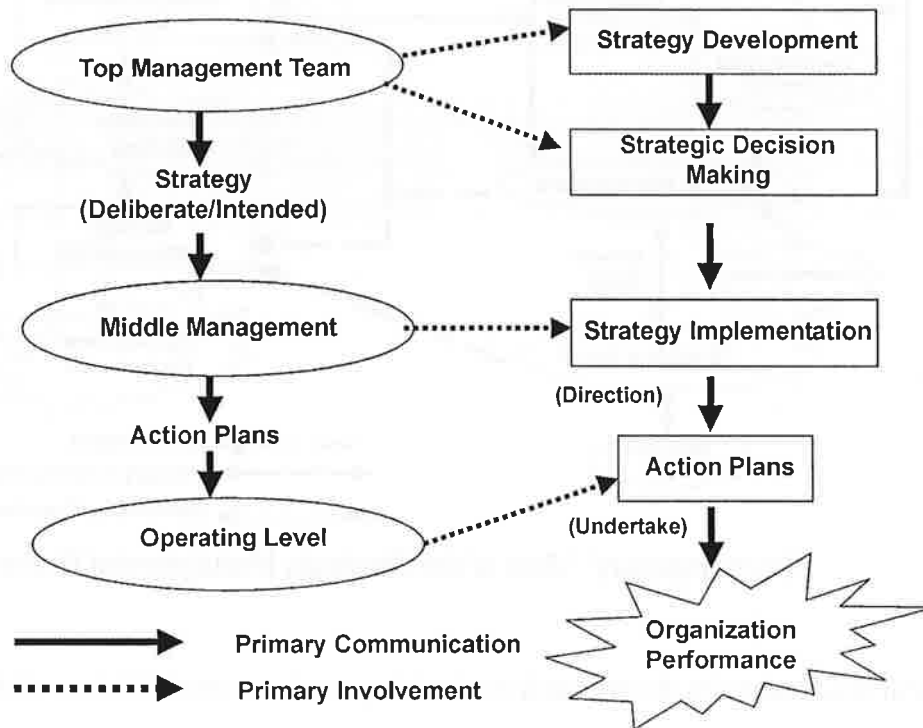 Top Management Team
Strategy Development
Strategic Decision
Making
Strategy
(Deliberate/Intended)
Middle Management
Strategy Implementation
(Direction)
Action Plans
Action Plans
Operating Level
(Undertake)
Organization
Performance
Primary Communication
Primary Involvement